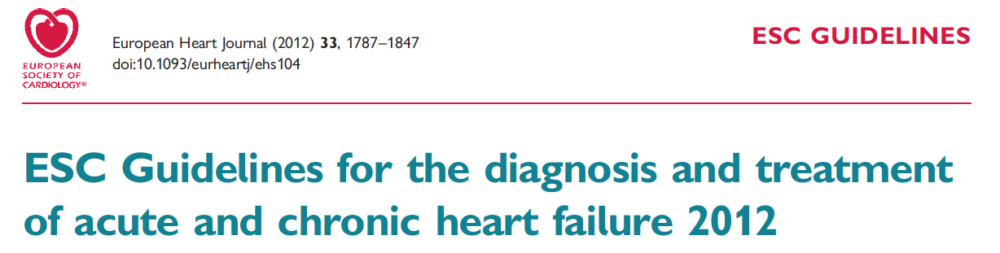 EUROPEAN
SOCIETY OF
CARDIOLOGY®
European Heart Journal (2012) 33, 1787–1847
doi:10.1093/eurheartj/ehs104
ESC GUIDELINES
ESC Guidelines for the diagnosis and treatment
of acute and chronic heart failure 2012